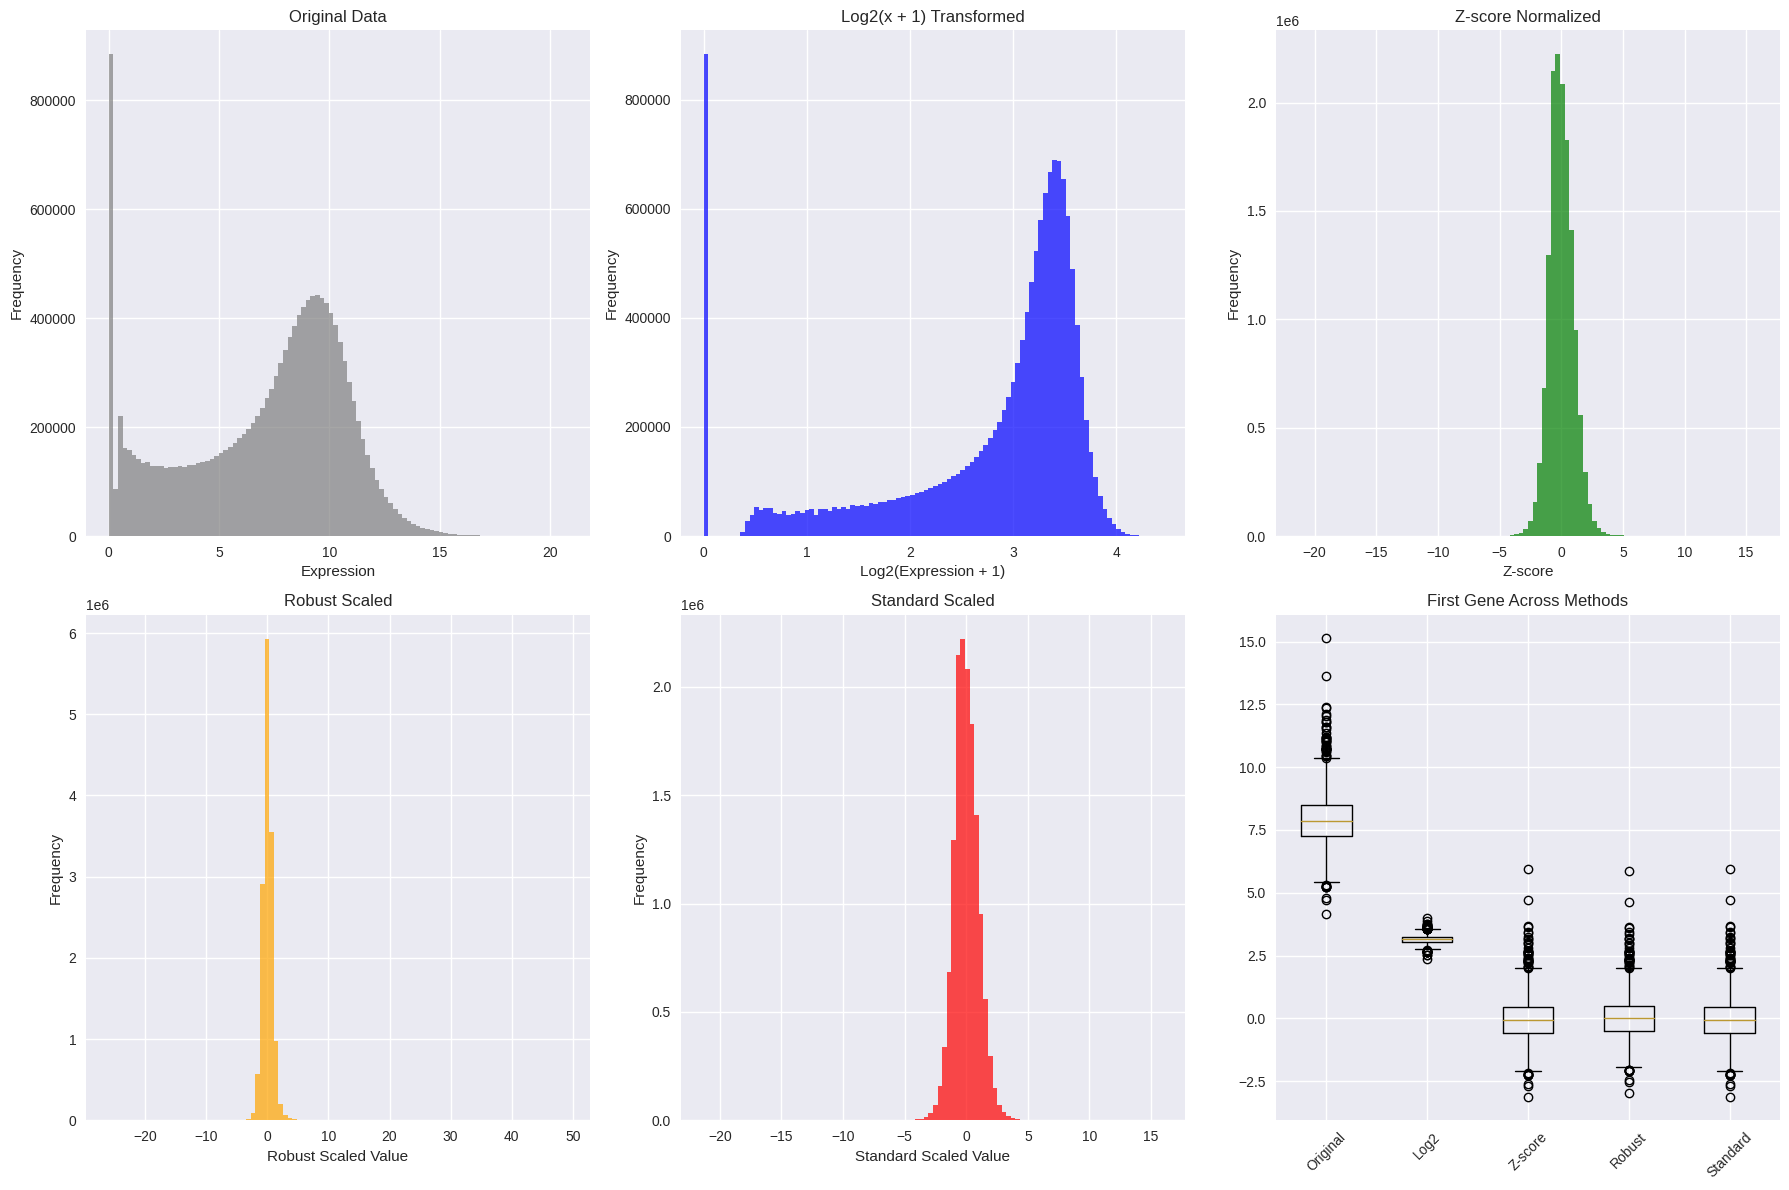 Original Data
Frequency
800000
600000
400000
200000
0
0 5 10 15 20
Expression
Log2(x + 1) Transformed
Frequency
800000
600000
400000
200000
0
0 1 2 3 4
Log2(Expression + 1)
Z-score Normalized
1e6
Frequency
2.0
1.5
1.0
0.5
0.0
−20 −15 −10 −5 0 5 10 15
Z-score
Robust Scaled
1e6
Frequency
6
5
4
3
2
1
0
−20 −10 0 10 20 30 40 50
Robust Scaled Value
Standard Scaled
1e6
Frequency
2.0
1.5
1.0
0.5
0.0
−20 −15 −10 −5 0 5 10 15
Standard Scaled Value
First Gene Across Methods
15.0
12.5
10.0
7.5
5.0
2.5
0.0
−2.5
Original Log2 Z-score Robust Standard